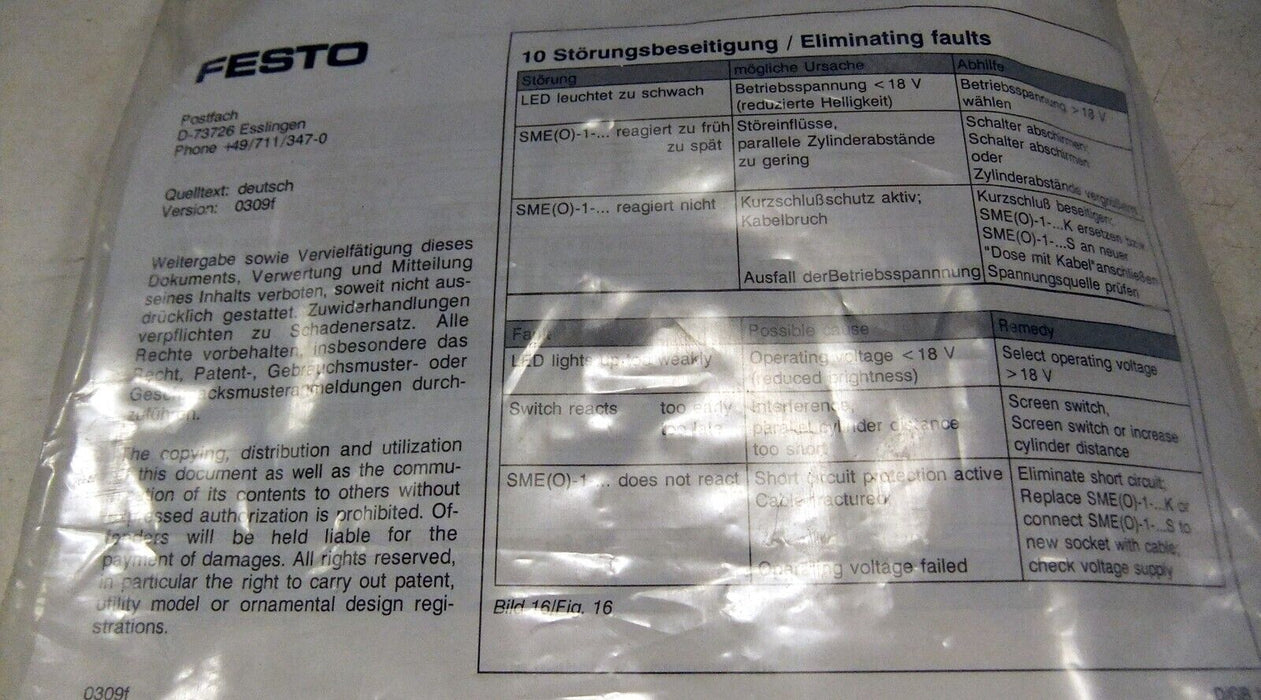 FESTO
Postfach
D-73726 Esslingen
Phone +49/711/347-0
Quelltext: deutsch
Version: 0309f
Weitergabe sowie Vervielfätigung dieses
Dokuments, Verwertung und Mitteilung
seines Inhalts verboten, soweit nicht aus-
drücklich gestattet. Zuwiderhandlungen
verpflichten zu Schadenersatz. Alle
Rechte vorbehalten, insbesondere das
Recht, Patent-, Gebrauchsmuster- oder
durch-
The copying, distribution and utilization
this document as well as the commu-
of its contents to others without
authorization is prohibited. Of-
will be held liable for the
payment of damages. All rights reserved,
in particular the right to carry out patent,
utility model or ornamental design regi-
strations.
0309f
10 Störungsbeseitigung / Eliminating faults
Störung mögliche Ursache Abhilfe
LED leuchtet zu schwach Betriebsspannung < 18 V Betriebsspannung > 18 V
(reduzierte Helligkeit) wählen
SME(O)-1-... reagiert zu früh Störeinflüsse, Schalter abschirmen
zu spät parallele Zylinderabstände Schalter abschirmen
zu gering oder
Zylinderabstände
SME(O)-1-... reagiert nicht Kurzschlußschutz aktiv; Kurzschluß beseitigen;
Kabelbruch SME(O)-1-...K ersetzen
SME(O)-1-...S an neuer
"Dose mit Kabel" anschließen
Ausfall derBetriebsspannnung Spannungsquelle prüfen
Fault Possible cause Remedy
LED lights weakly Operating voltage < 18 V Select operating voltage
(reduced brightness) > 18 V
Switch reacts too early Interference, Screen switch,
too late parallel cylinder distance Screen switch or increase
too short cylinder distance
SME(O)-1 ... does not react Short circuit protection active Eliminate short circuit;
Cable fractured Replace SME(O)-1-...K or
connect SME(O)-1-...S to
new socket with cable;
Operating voltage failed check voltage supply
Bild 16/Fig. 16